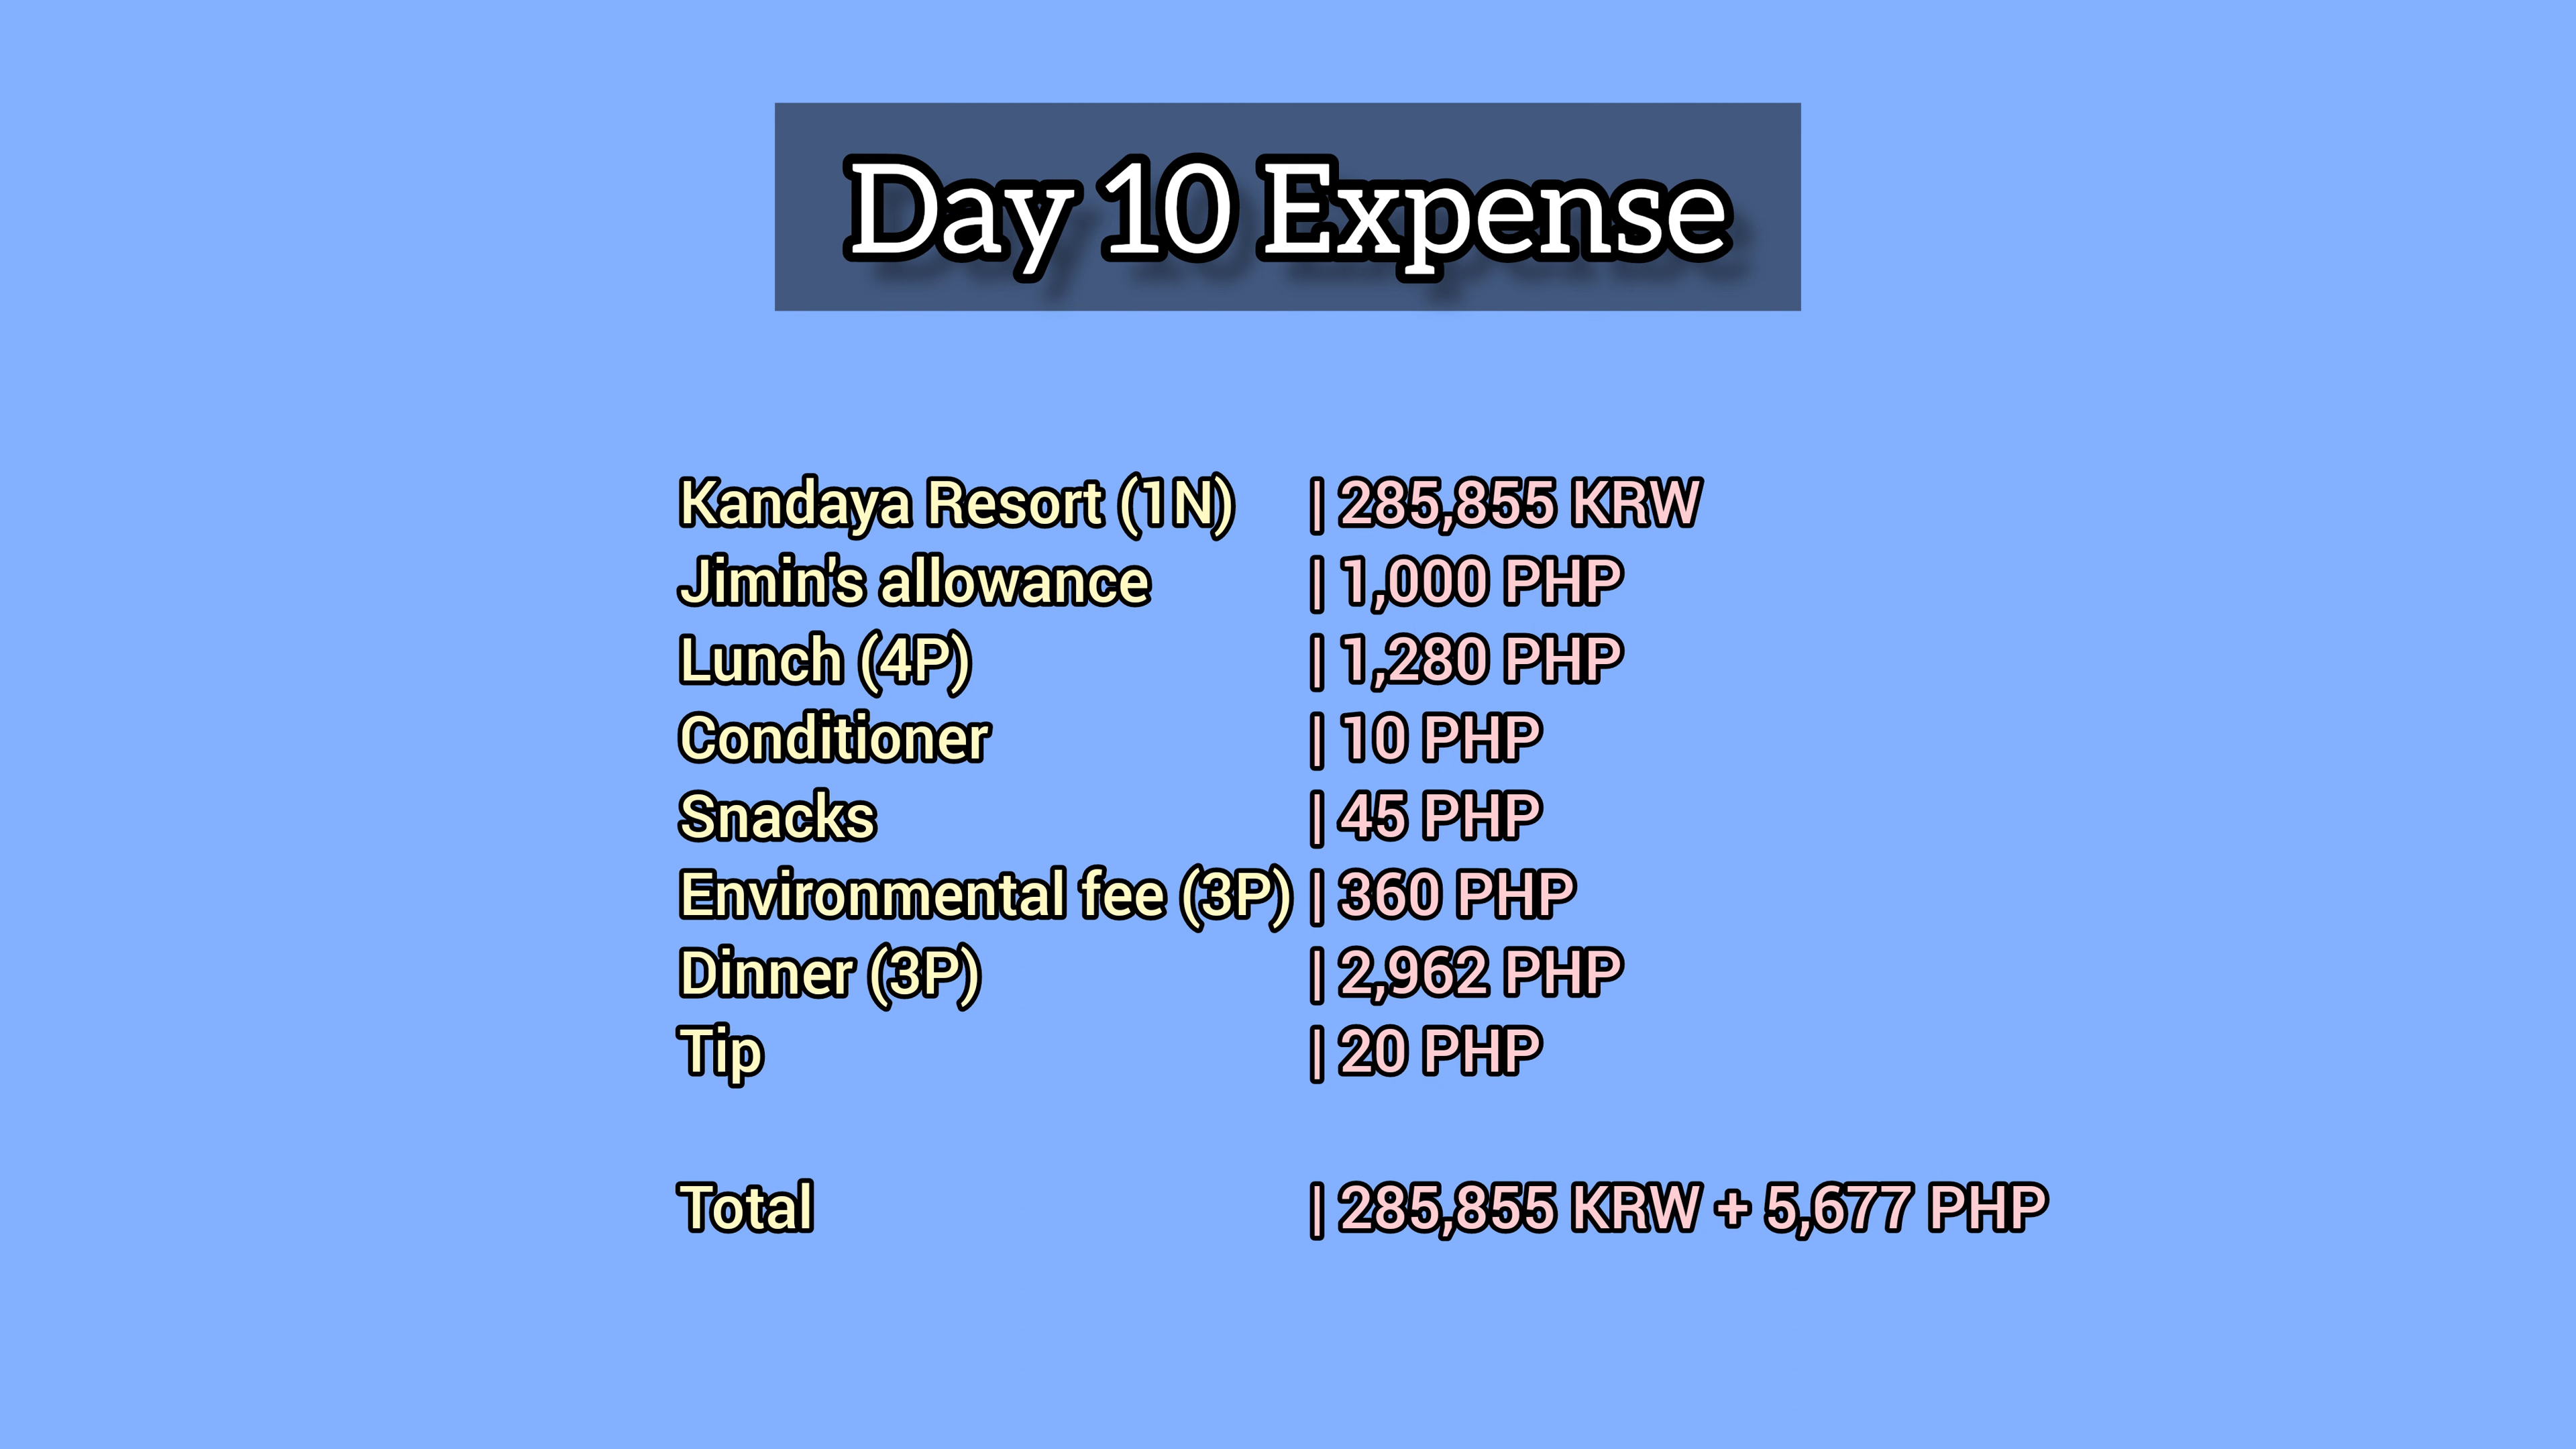 Day 10 Expense
Kandaya Resort (1N) | 285,855 KRW
Jimin's allowance | 1,000 PHP
Lunch (4P) | 1,280 PHP
Conditioner | 10 PHP
Snacks | 45 PHP
Environmental fee (3P) | 360 PHP
Dinner (3P) | 2,962 PHP
Tip | 20 PHP
Total | 285,855 KRW + 5,677 PHP